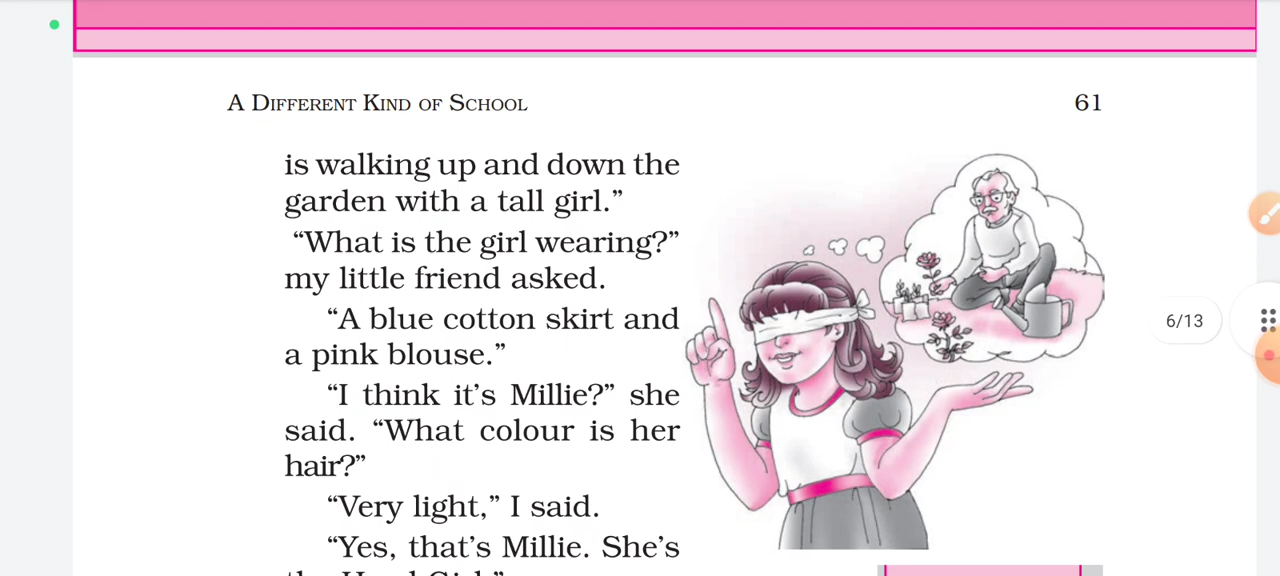 A Different Kind of School 61
is walking up and down the
garden with a tall girl.”
“What is the girl wearing?”
my little friend asked.
“A blue cotton skirt and
a pink blouse.”
“I think it’s Millie?” she
said. “What colour is her
hair?”
“Very light,” I said.
“Yes, that’s Millie. She’s
6/13